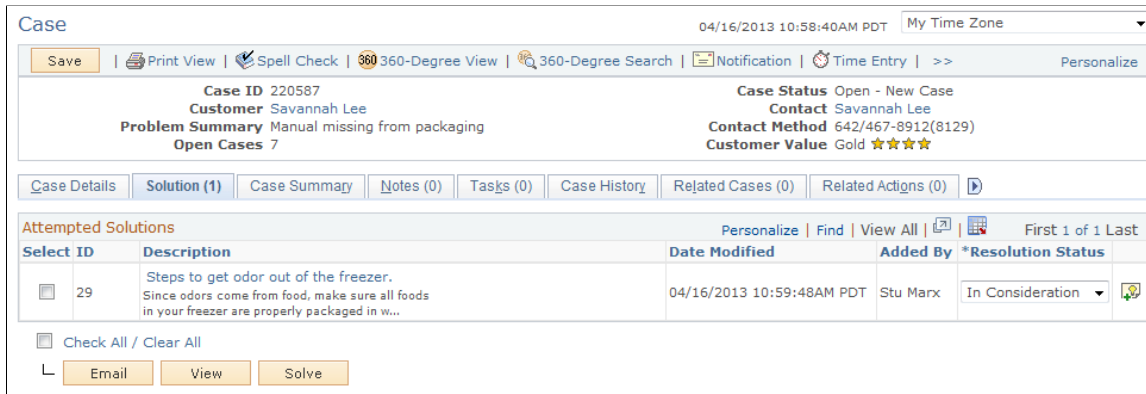 Case 04/16/2013 10:58:40AM PDT My Time Zone
Save | Print View | Spell Check | 360 360-Degree View | 360-Degree Search | Notification | Time Entry | >> Personalize
Case ID 220587 Case Status Open - New Case
Customer Savannah Lee Contact Savannah Lee
Problem Summary Manual missing from packaging Contact Method 642/467-8912(8129)
Open Cases 7 Customer Value Gold
Case Details Solution (1) Case Summary Notes (0) Tasks (0) Case History Related Cases (0) Related Actions (0)
Attempted Solutions Personalize | Find | View All | | First 1 of 1 Last
Select ID Description Date Modified Added By *Resolution Status
Steps to get odor out of the freezer.
29 Since odors come from food, make sure all foods 04/16/2013 10:59:48AM PDT Stu Marx In Consideration
in your freezer are properly packaged in w...
Check All / Clear All
Email View Solve